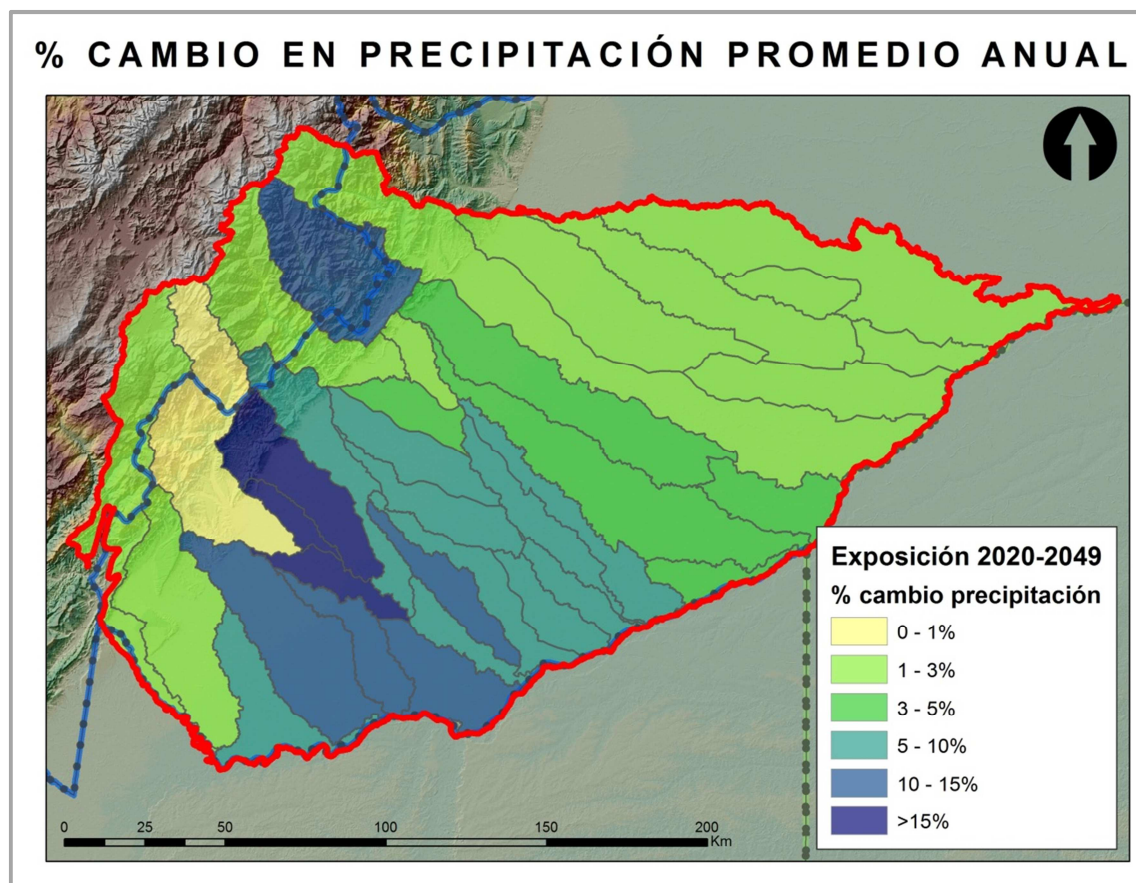 % CAMBIO EN PRECIPITACIÓN PROMEDIO ANUAL
Exposición 2020-2049
% cambio precipitación
0 - 1%
1 - 3%
3 - 5%
5 - 10%
10 - 15%
>15%
0 25 50 100 150 200
Km